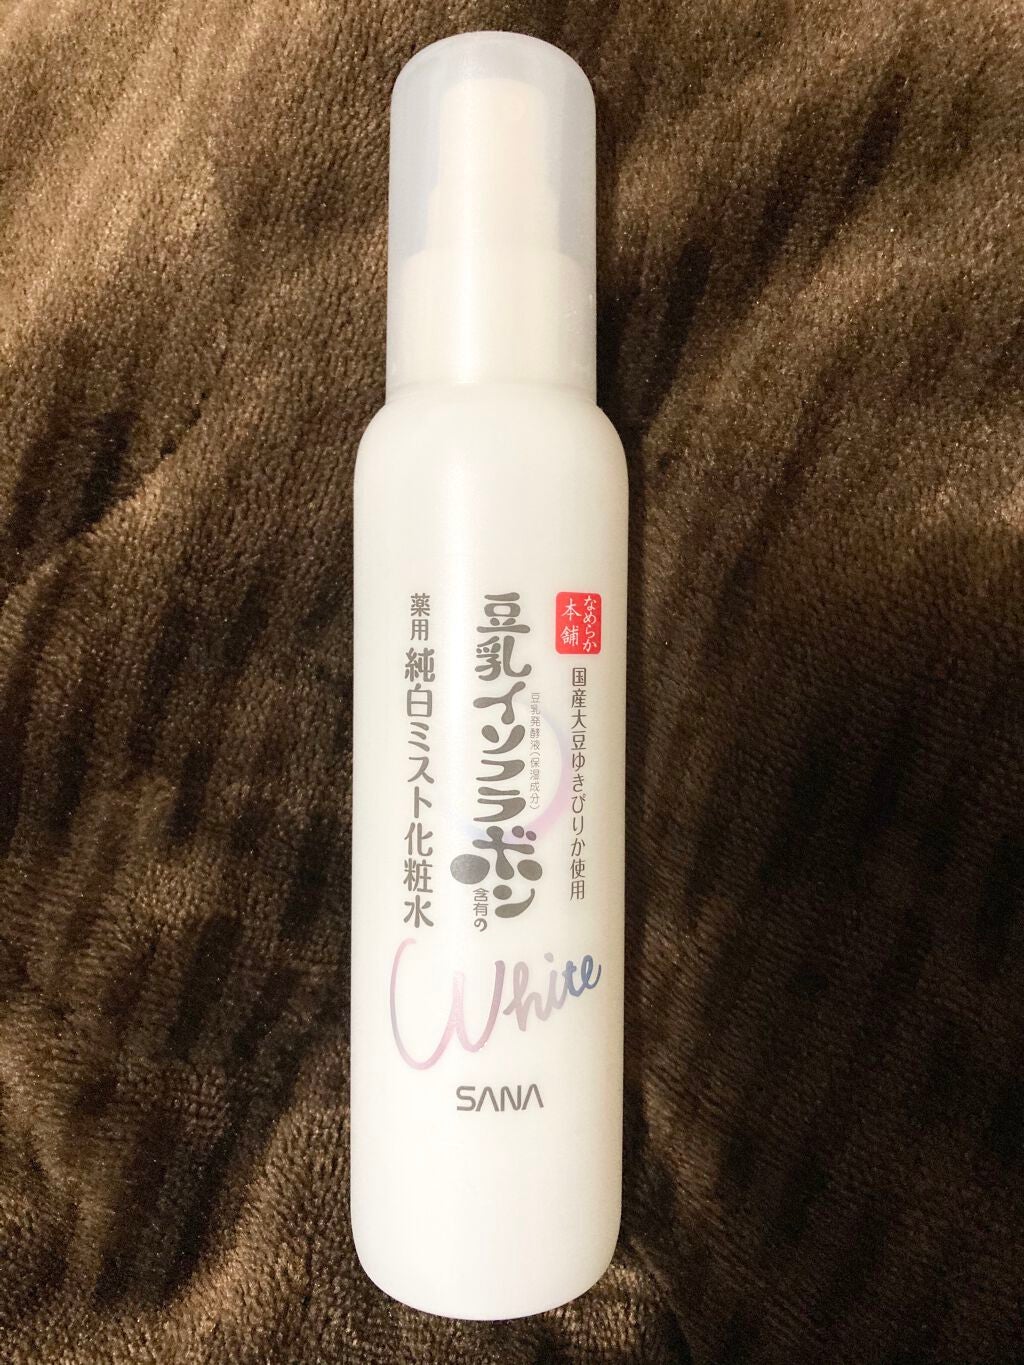 なめらか
本舗
国産大豆ゆきぴりか使用
豆乳発酵液(保湿成分)
豆乳イソフラボン
含有の
薬用 純白ミスト化粧水
White
SANA